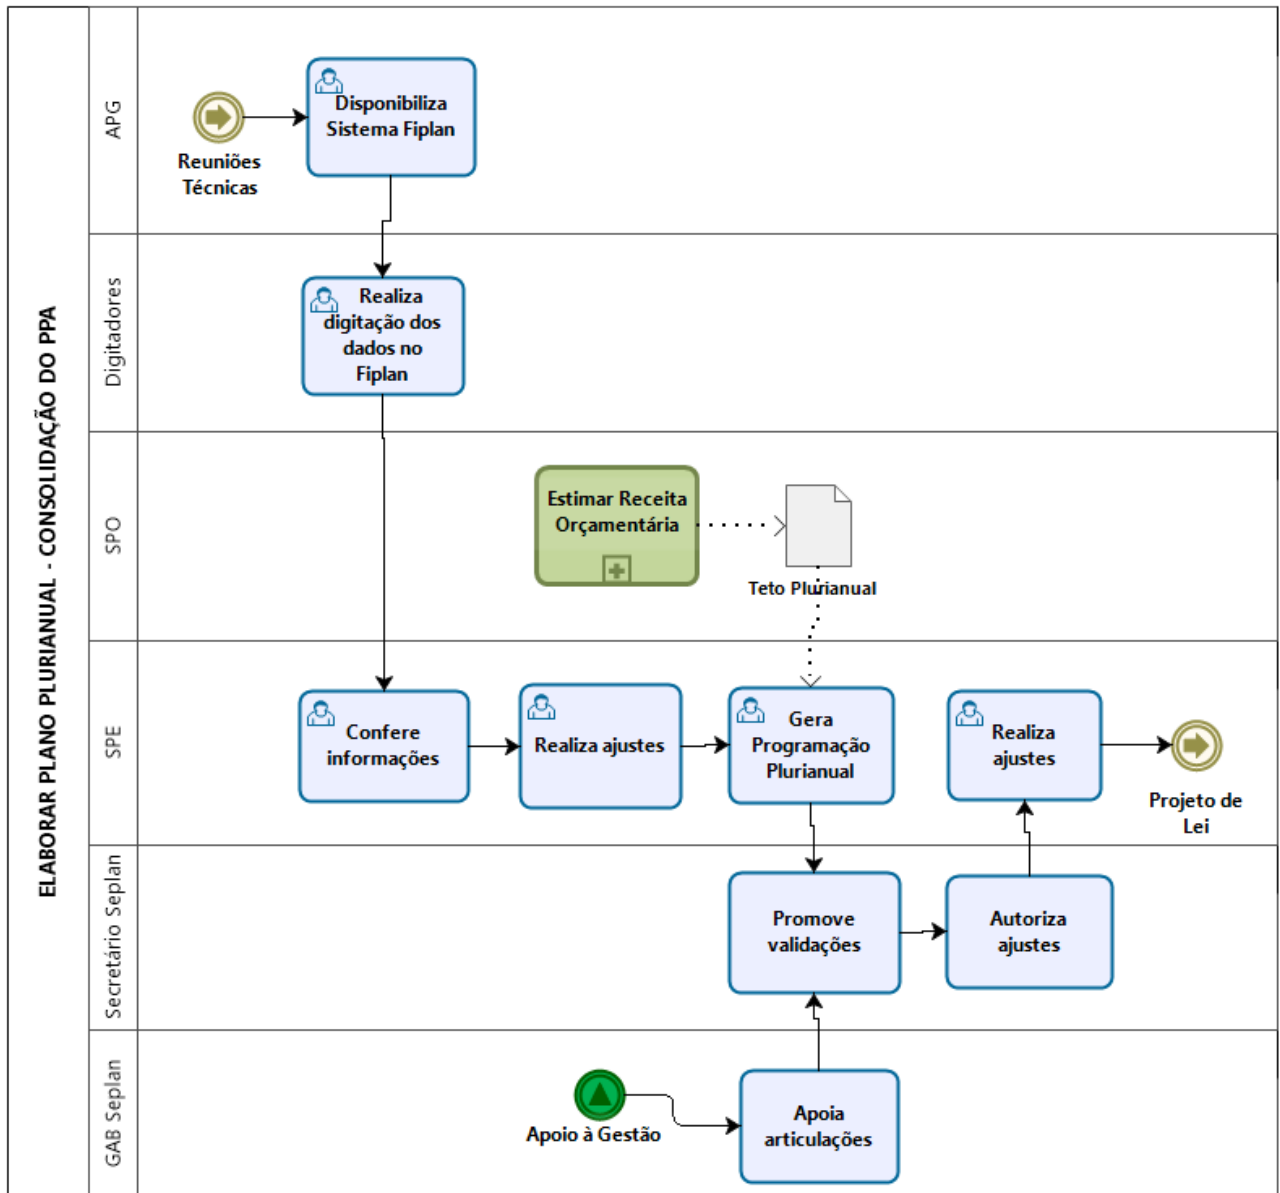 ELABORAR PLANO PLURIANUAL - CONSOLIDAÇÃO DO PPA
APG
Reuniões
Técnicas
Disponibiliza
Sistema Fiplan
Digitadores
Realiza
digitação dos
dados no
Fiplan
SPO
Estimar Receita
Orçamentária
Teto Plurianual
SPE
Confere
informações
Realiza ajustes
Gera
Programação
Plurianual
Realiza
ajustes
Projeto de
Lei
Secretário Seplan
Promove
validações
Autoriza
ajustes
GAB Seplan
Apoio à Gestão
Apoia
articulações